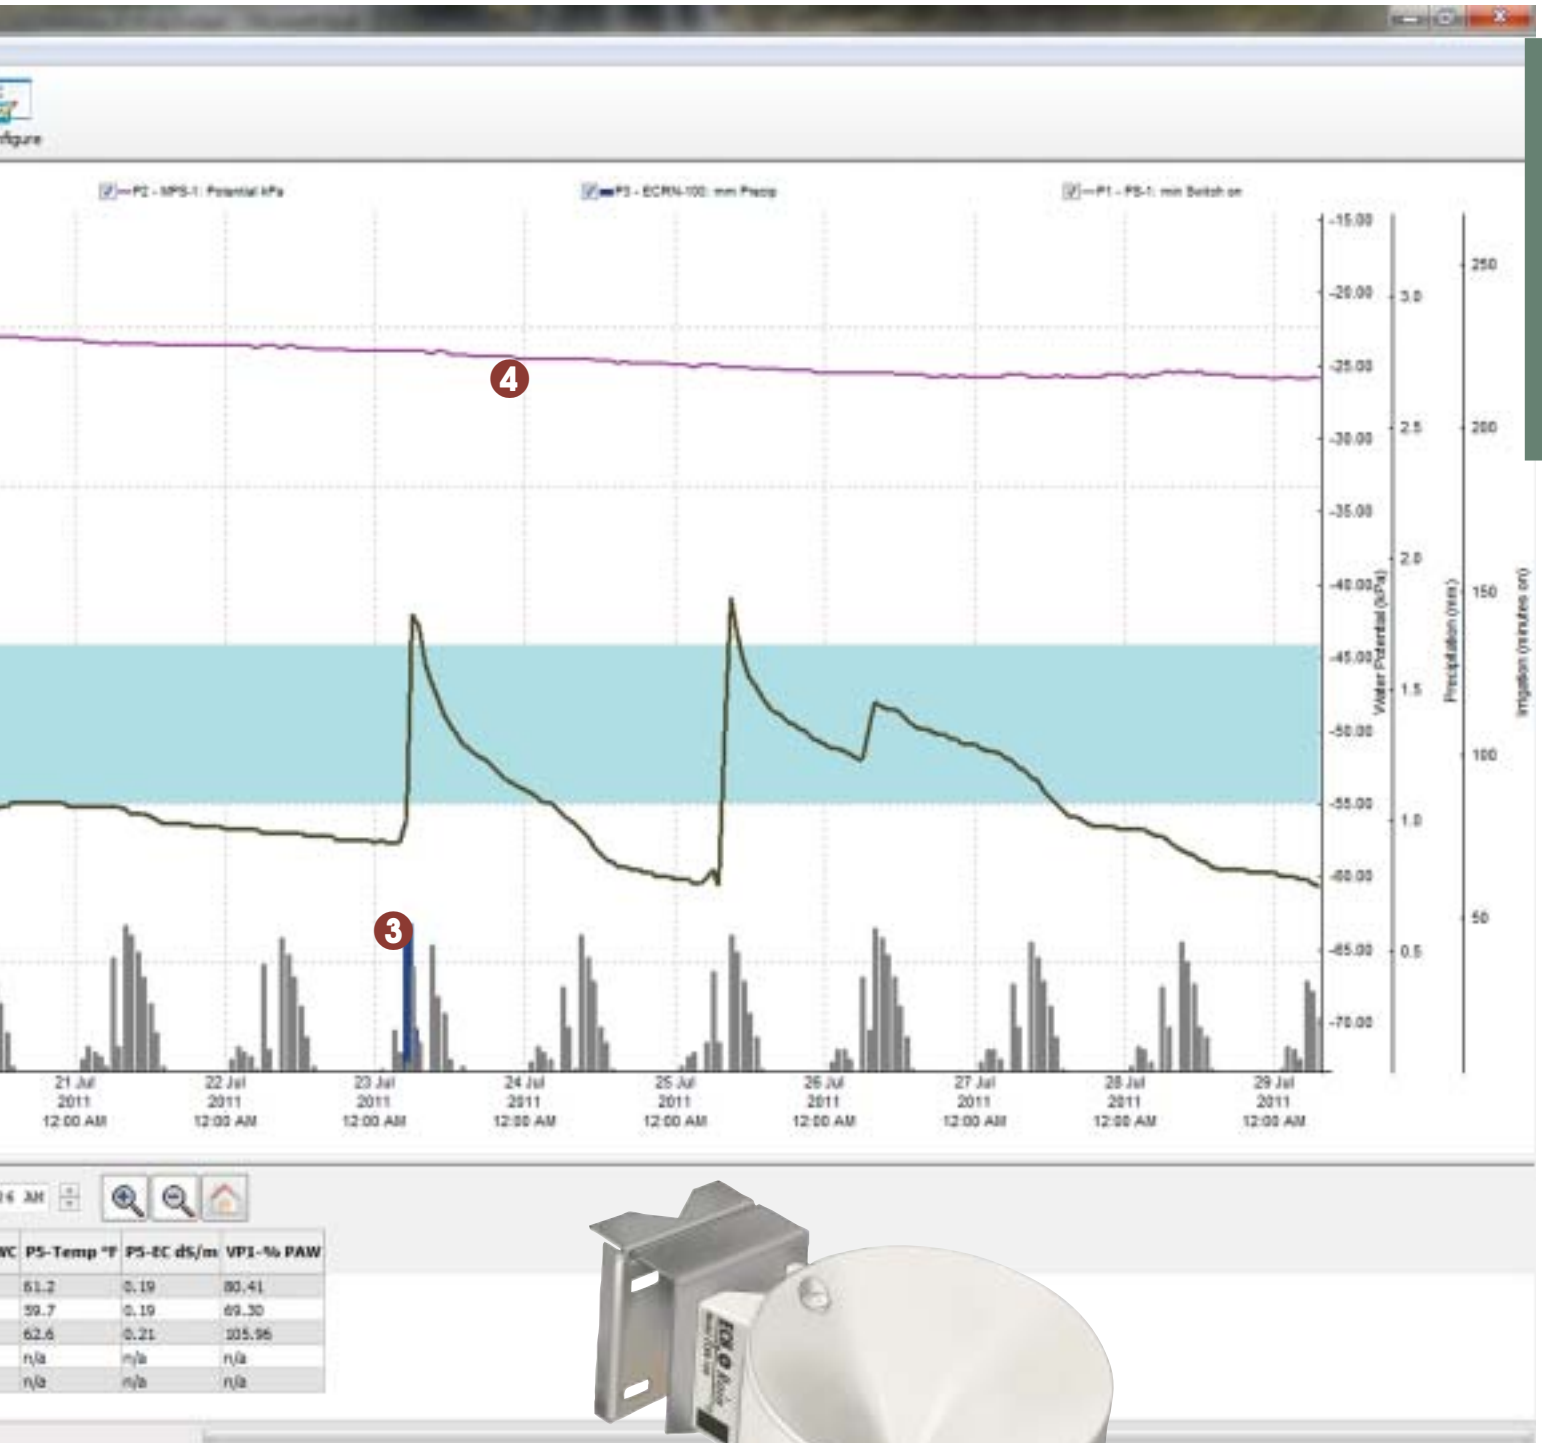 figure
P2 - MPS-1: Potential kPa
P3 - ECRN-100: mm Precip
P1 - PS-1: min Switch on
-15.00
-20.00
-25.00
-30.00
-35.00
-40.00
-45.00
-50.00
-55.00
-60.00
-65.00
-70.00
Water Potential (kPa)
3.0
2.5
2.0
1.5
1.0
0.5
Precipitation (mm)
250
200
150
100
50
Irrigation (minutes on)
4
3
21 Jul 22 Jul 23 Jul 24 Jul 25 Jul 26 Jul 27 Jul 28 Jul 29 Jul
2011 2011 2011 2011 2011 2011 2011 2011 2011
12:00 AM 12:00 AM 12:00 AM 12:00 AM 12:00 AM 12:00 AM 12:00 AM 12:00 AM 12:00 AM
AM
WC P5-Temp °F P5-EC dS/m VP1-% PAW
61.2 0.19 80.41
59.7 0.19 69.30
62.6 0.21 105.96
n/a n/a n/a
n/a n/a n/a
ECH2O Rain